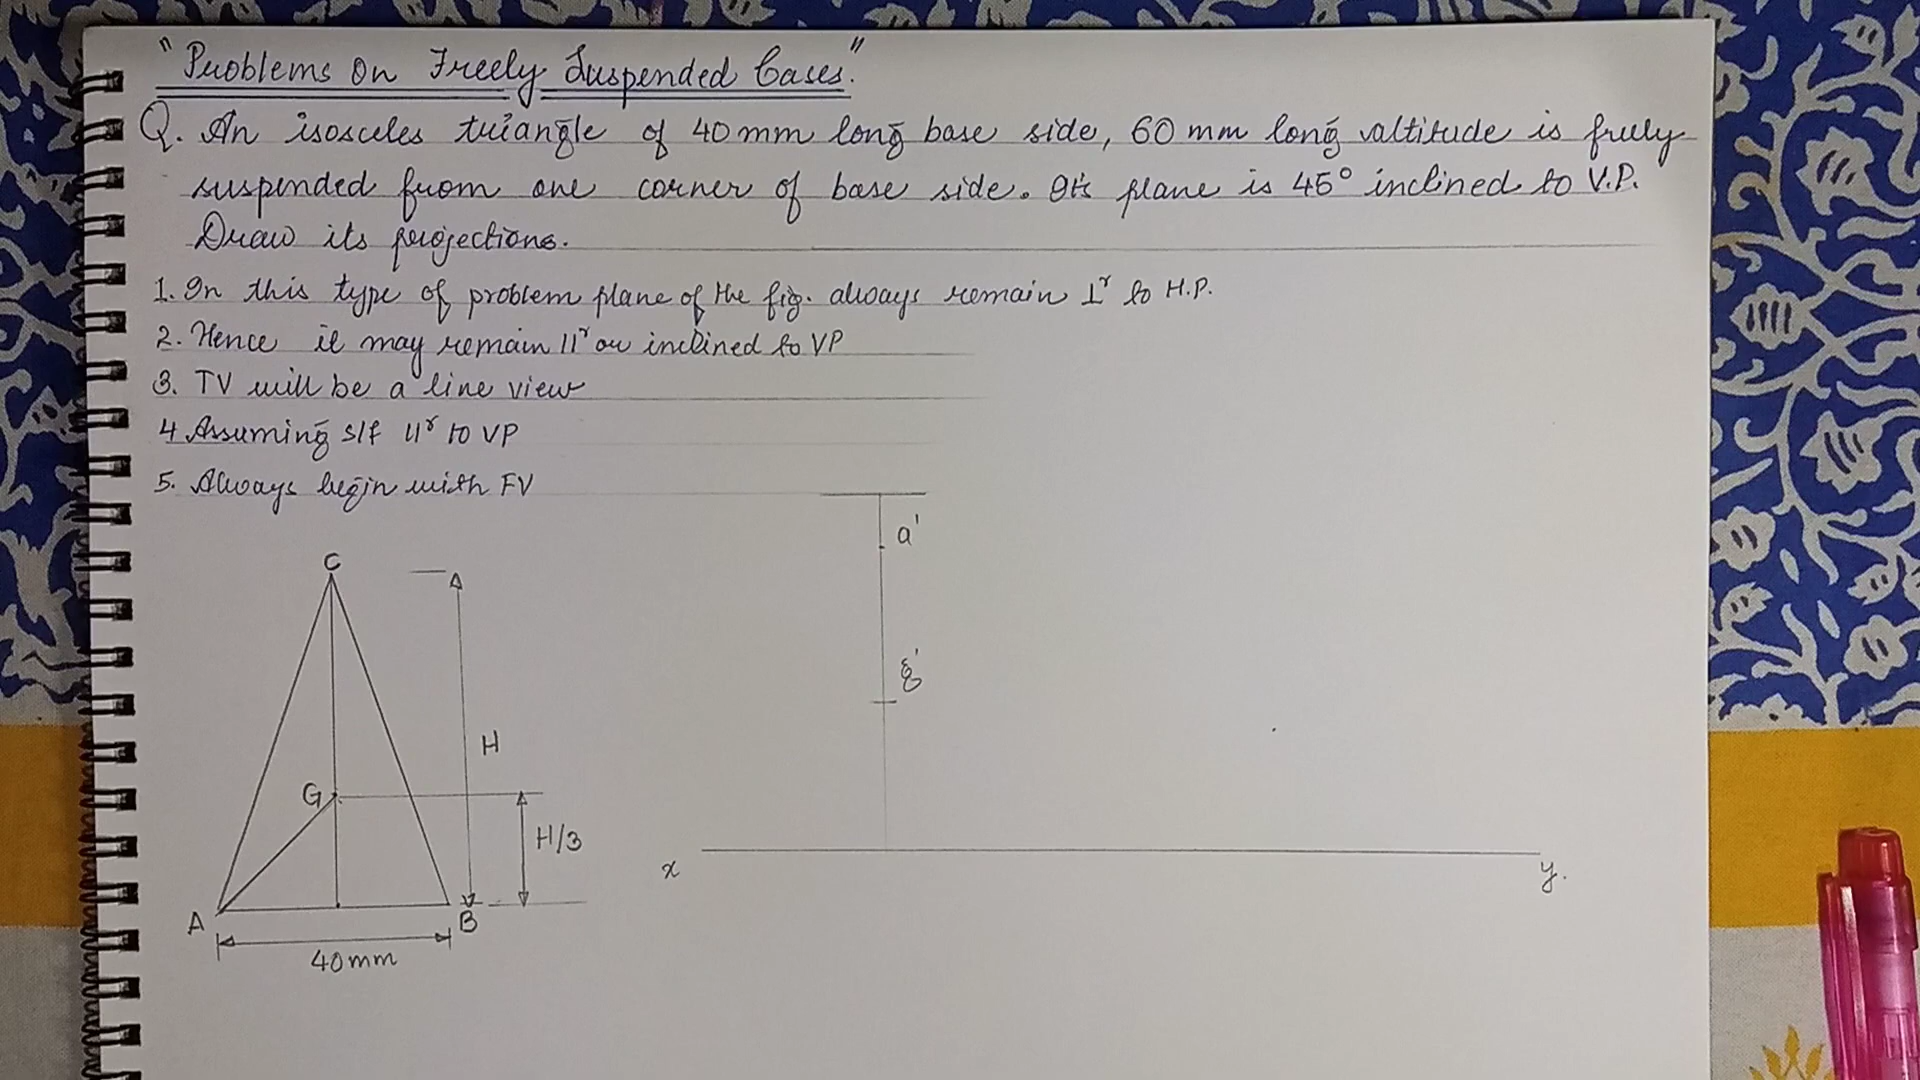 "Problems On Freely Suspended Cases."
Q. An isosceles triangle of 40 mm long base side, 60 mm long altitude is freely
suspended from one corner of base side. It's plane is 45° inclined to V.P.
Draw its projections.
1. In this type of problem plane of the fig. always remain ⊥r to H.P.
2. Hence it may remain 11r or inclined to VP
3. TV will be a line view
4 Assuming s/f 11r to VP
5. Always begin with FV
a'
C
g'
H
G
H/3
x
y.
A
B
40mm